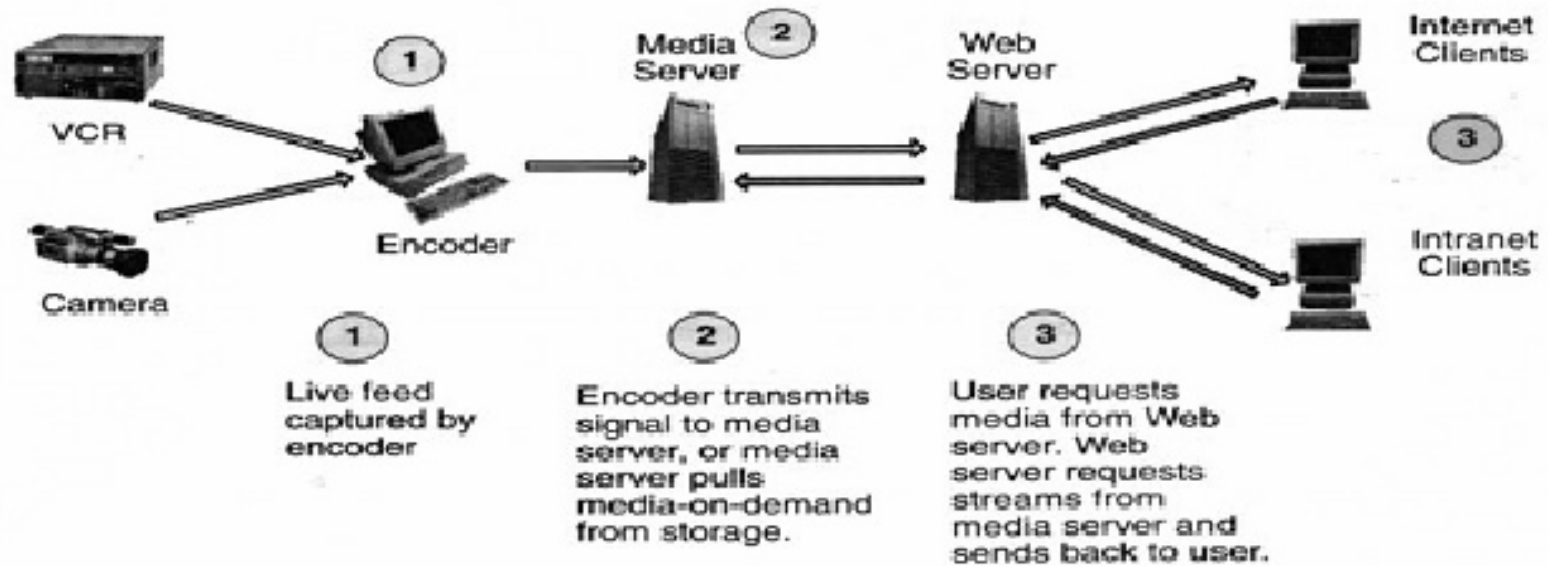 VCR
Camera
1
Encoder
Media
Server
2
Web
Server
Internet
Clients
3
Intranet
Clients
1
Live feed
captured by
encoder
2
Encoder transmits
signal to media
server, or media
server pulls
media-on-demand
from storage.
3
User requests
media from Web
server. Web
server requests
streams from
media server and
sends back to user.